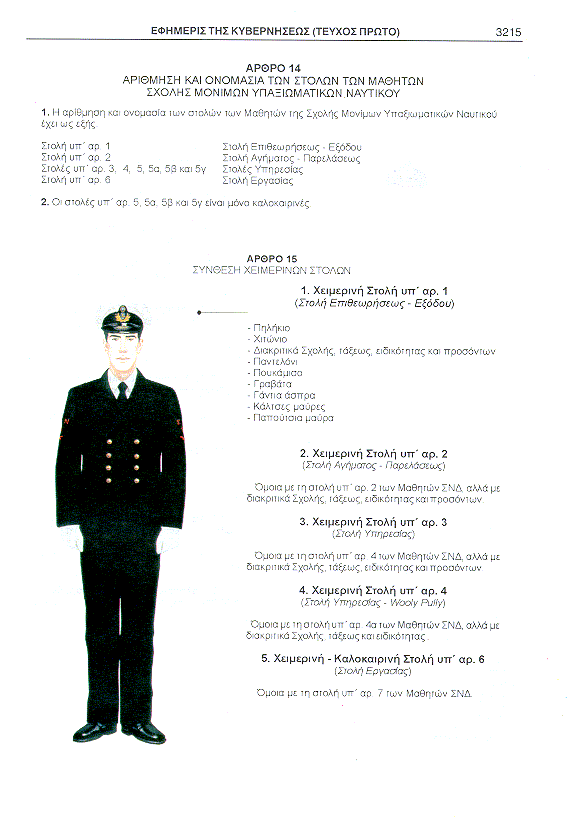 ΕΦΗΜΕΡΙΣ ΤΗΣ ΚΥΒΕΡΝΗΣΕΩΣ (ΤΕΥΧΟΣ ΠΡΩΤΟ) 3215
ΑΡΘΡΟ 14
ΑΡΙΘΜΗΣΗ ΚΑΙ ΟΝΟΜΑΣΙΑ ΤΩΝ ΣΤΟΛΩΝ ΤΩΝ ΜΑΘΗΤΩΝ
ΣΧΟΛΗΣ ΜΟΝΙΜΩΝ ΥΠΑΞΙΩΜΑΤΙΚΩΝ ΝΑΥΤΙΚΟΥ
1. Η αρίθμηση και ονομασία των στολών των Μαθητών της Σχολής Μονίμων Υπαξιωματικών Ναυτικού
έχει ως εξής:
Στολή υπ΄ αρ. 1 Στολή Επιθεωρήσεως - Εξόδου
Στολή υπ΄ αρ. 2 Στολή Αγήματος - Παρελάσεως
Στολές υπ΄ αρ. 3, 4, 5, 5α, 5β και 5γ Στολές Υπηρεσίας
Στολή υπ΄ αρ. 6 Στολή Εργασίας
2. Οι στολές υπ΄ αρ. 5, 5α, 5β και 5γ είναι μόνο καλοκαιρινές.
ΑΡΘΡΟ 15
ΣΥΝΘΕΣΗ ΧΕΙΜΕΡΙΝΩΝ ΣΤΟΛΩΝ
1. Χειμερινή Στολή υπ΄ αρ. 1
(Στολή Επιθεωρήσεως - Εξόδου)
- Πηλήκιο
- Χιτώνιο
- Διακριτικά Σχολής, τάξεως, ειδικότητας και προσόντων
- Παντελόνι
- Πουκάμισο
- Γραβάτα
- Γάντια άσπρα
- Κάλτσες μαύρες
- Παπούτσια μαύρα
2. Χειμερινή Στολή υπ΄ αρ. 2
(Στολή Αγήματος - Παρελάσεως)
Όμοια με τη στολή υπ΄ αρ. 2 των Μαθητών ΣΝΔ, αλλά με
διακριτικά Σχολής, τάξεως, ειδικότητας και προσόντων.
3. Χειμερινή Στολή υπ΄ αρ. 3
(Στολή Υπηρεσίας)
Όμοια με τη στολή υπ΄ αρ. 4 των Μαθητών ΣΝΔ, αλλά με
διακριτικά Σχολής, τάξεως, ειδικότητας και προσόντων.
4. Χειμερινή Στολή υπ΄ αρ. 4
(Στολή Υπηρεσίας - Wooly Pully)
Όμοια με τη στολή υπ΄ αρ. 4α των Μαθητών ΣΝΔ, αλλά με
διακριτικά Σχολής, τάξεως και ειδικότητας.
5. Χειμερινή - Καλοκαιρινή Στολή υπ΄ αρ. 6
(Στολή Εργασίας)
Όμοια με τη στολή υπ΄ αρ. 7 των Μαθητών ΣΝΔ.